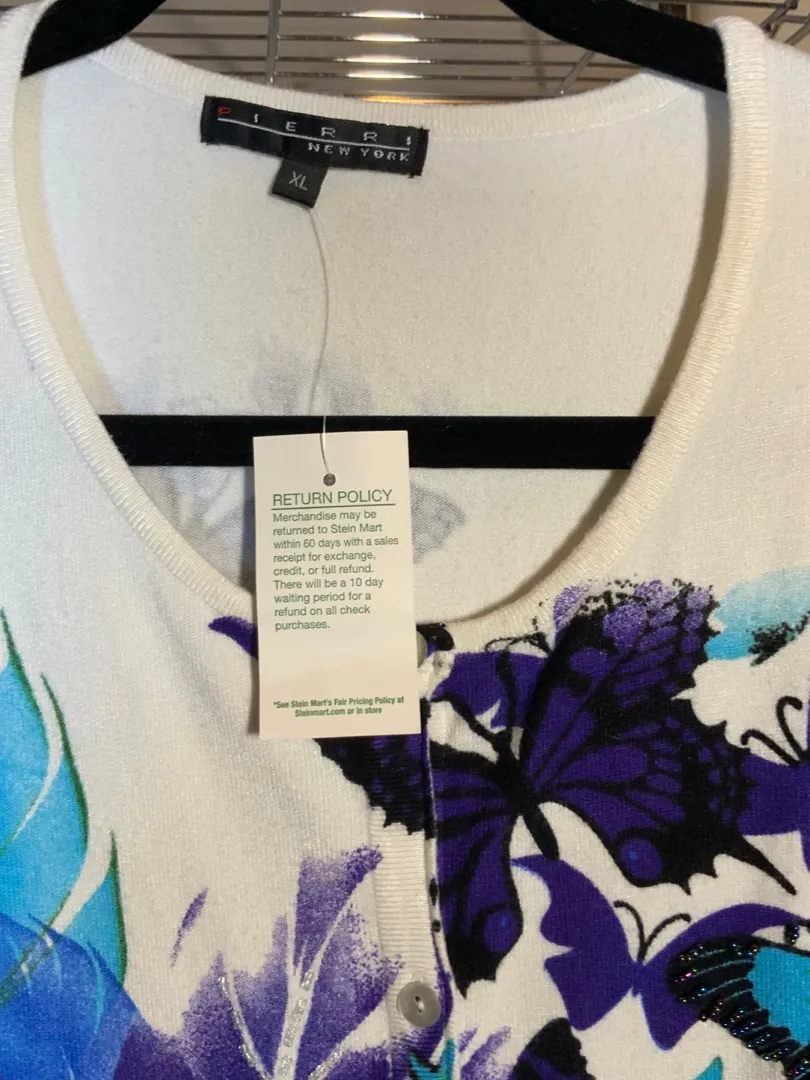 PIERRI
NEW YORK
XL
RETURN POLICY
Merchandise may be
returned to Stein Mart
within 60 days with a sales
receipt for exchange,
credit, or full refund.
There will be a 10 day
waiting period for a
refund on all check
purchases.
*See Stein Mart's Fair Pricing Policy at
Steinmart.com or in store